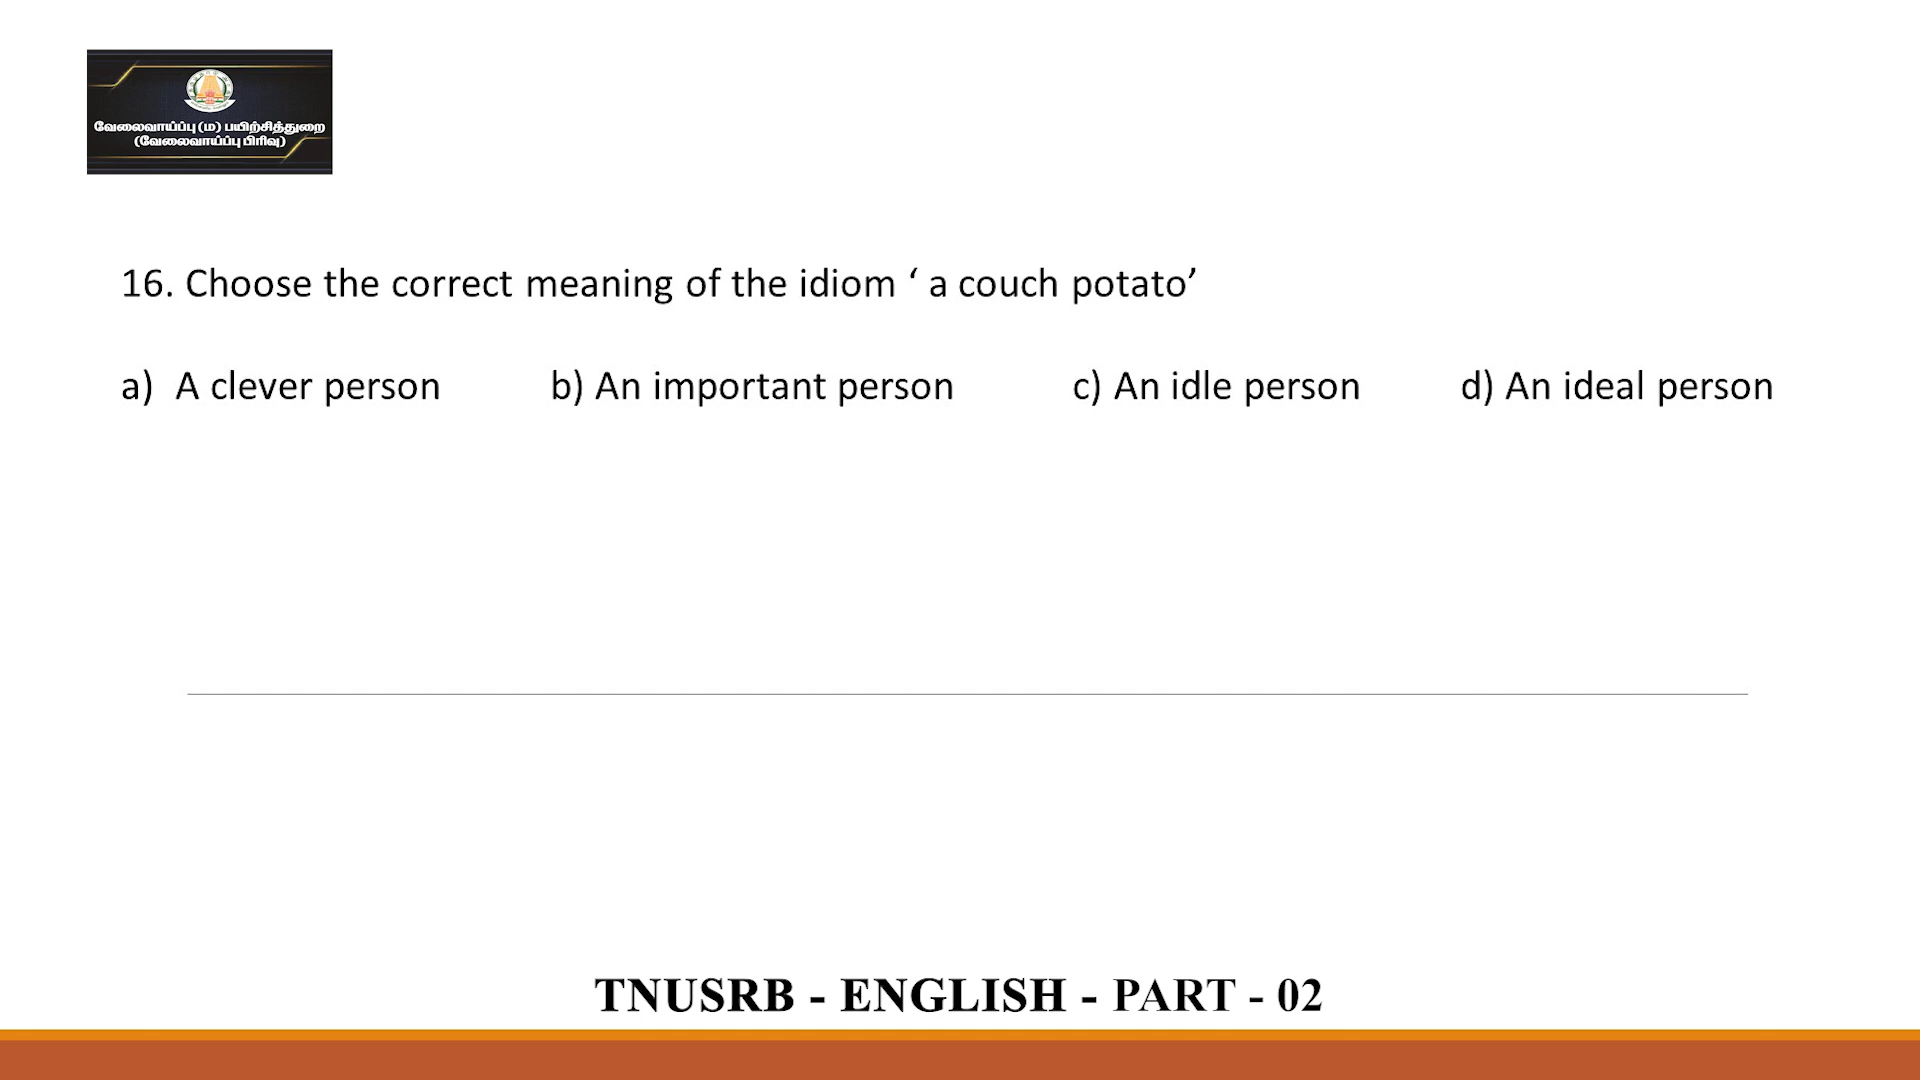 வேலைவாய்ப்பு (ம) பயிற்சித்துறை
(வேலைவாய்ப்பு பிரிவு)
16. Choose the correct meaning of the idiom ‘ a couch potato’
a) A clever person b) An important person c) An idle person d) An ideal person
TNUSRB - ENGLISH - PART - 02